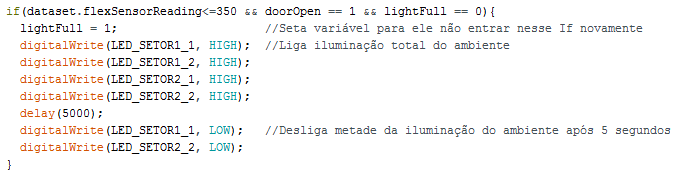 if(dataset.flexSensorReading<=350 && doorOpen == 1 && lightFull == 0){
  lightFull = 1;                     //Seta variável para ele não entrar nesse If novamente
  digitalWrite(LED_SETOR1_1, HIGH);  //Liga iluminação total do ambiente
  digitalWrite(LED_SETOR1_2, HIGH);
  digitalWrite(LED_SETOR2_1, HIGH);
  digitalWrite(LED_SETOR2_2, HIGH);
  delay(5000);
  digitalWrite(LED_SETOR1_1, LOW);   //Desliga metade da iluminação do ambiente após 5 segundos
  digitalWrite(LED_SETOR2_2, LOW);
}